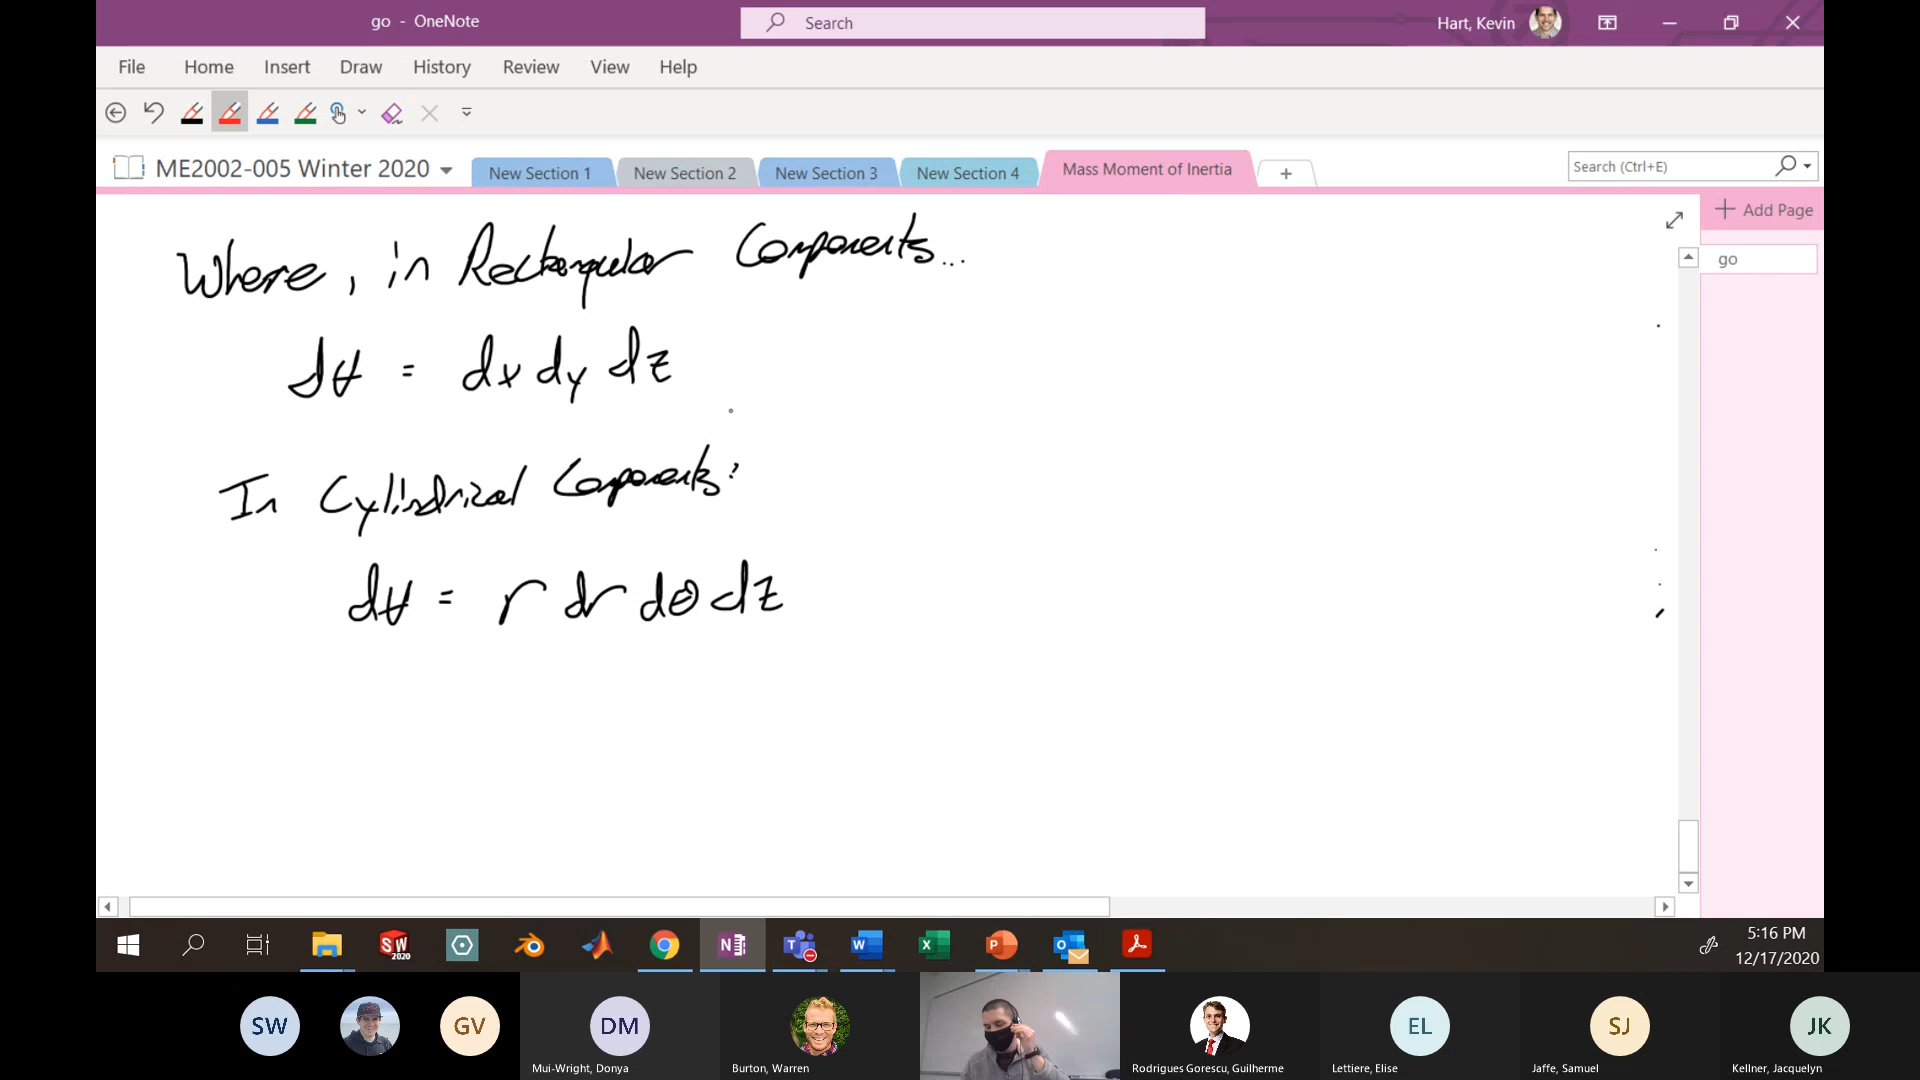 go - OneNote
Search
Hart, Kevin
File Home Insert Draw History Review View Help
ME2002-005 Winter 2020
New Section 1 New Section 2 New Section 3 New Section 4 Mass Moment of Inertia +
Search (Ctrl+E)
Add Page
go
Where, in Rectangular Components...
dV = dx dy dz
In Cylindrical Components:
dV = r dr dθ dz
SW 2020
N
T
W
X
P
O
5:16 PM
12/17/2020
SW
GV
DM
EL
SJ
JK
Mui-Wright, Donya
Burton, Warren
Rodrigues Gorescu, Guilherme
Lettiere, Elise
Jaffe, Samuel
Kellner, Jacquelyn